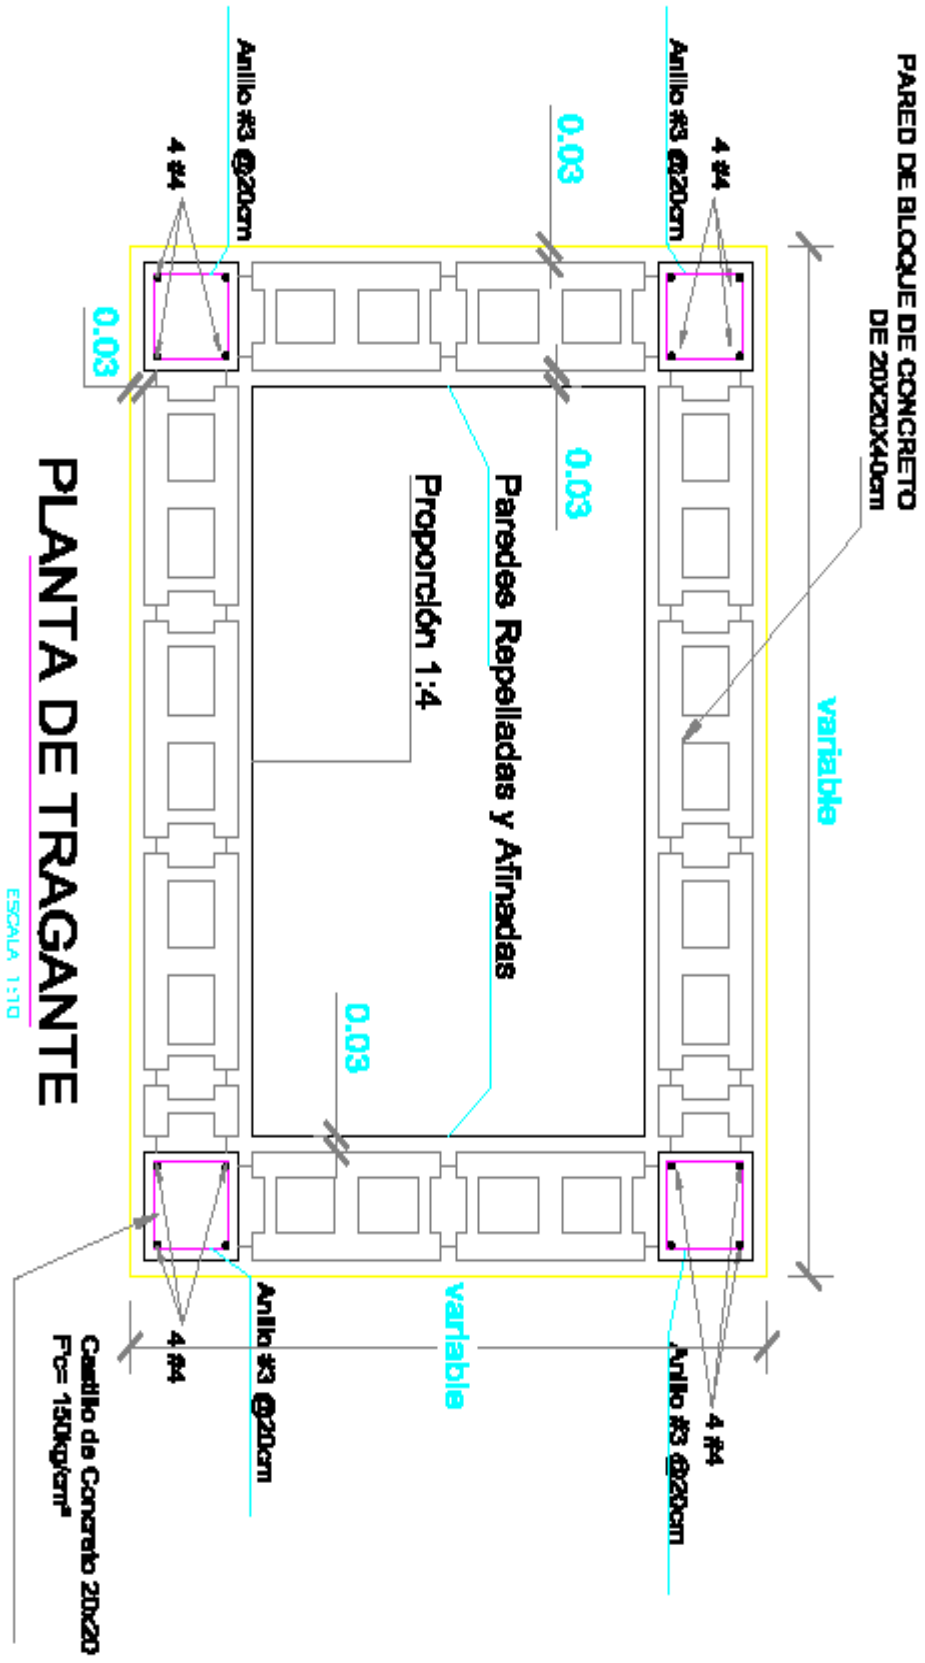 PARED DE BLOQUE DE CONCRETO
DE 20X20X40cm
variable
4 #4
Anillo #3 @20cm
4 #4
Anillo #3 @20cm
0.03
0.03
Paredes Repelladas y Afinadas
Proporción 1:4
variable
0.03
Anillo #3 @20cm
4 #4
0.03
Anillo #3 @20cm
4 #4
Castillo de Concreto 20x20
F'c= 150kg/cm²
PLANTA DE TRAGANTE
ESCALA 1:10